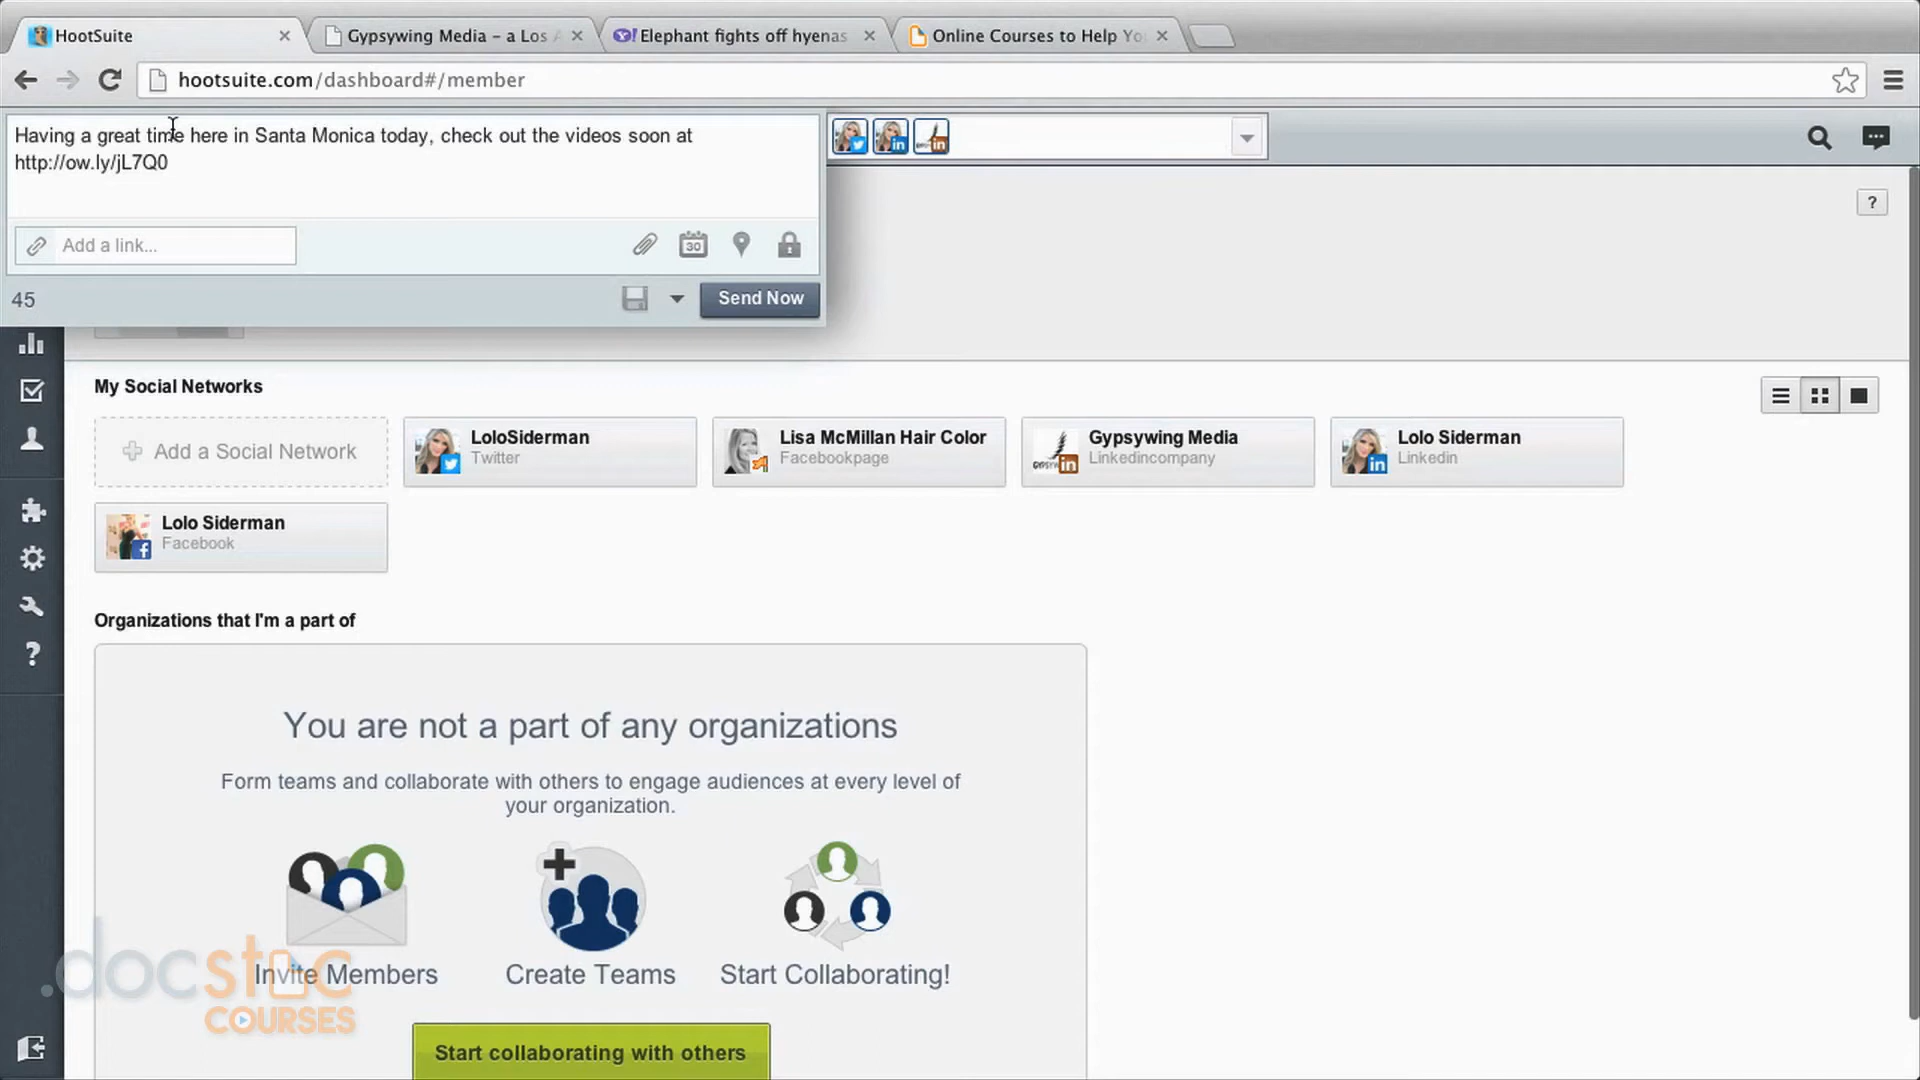 HootSuite
Gypsywing Media – a Los A
Elephant fights off hyenas
Online Courses to Help Yo
hootsuite.com/dashboard#/member
Having a great time here in Santa Monica today, check out the videos soon at
http://ow.ly/jL7Q0
Add a link...
30
45
Send Now
?
My Social Networks
Add a Social Network
LoloSiderman
Twitter
Lisa McMillan Hair Color
Facebookpage
Gypsywing Media
Linkedincompany
Lolo Siderman
Linkedin
Lolo Siderman
Facebook
Organizations that I'm a part of
You are not a part of any organizations
Form teams and collaborate with others to engage audiences at every level of
your organization.
Invite Members
Create Teams
Start Collaborating!
.docstoc
COURSES
Start collaborating with others